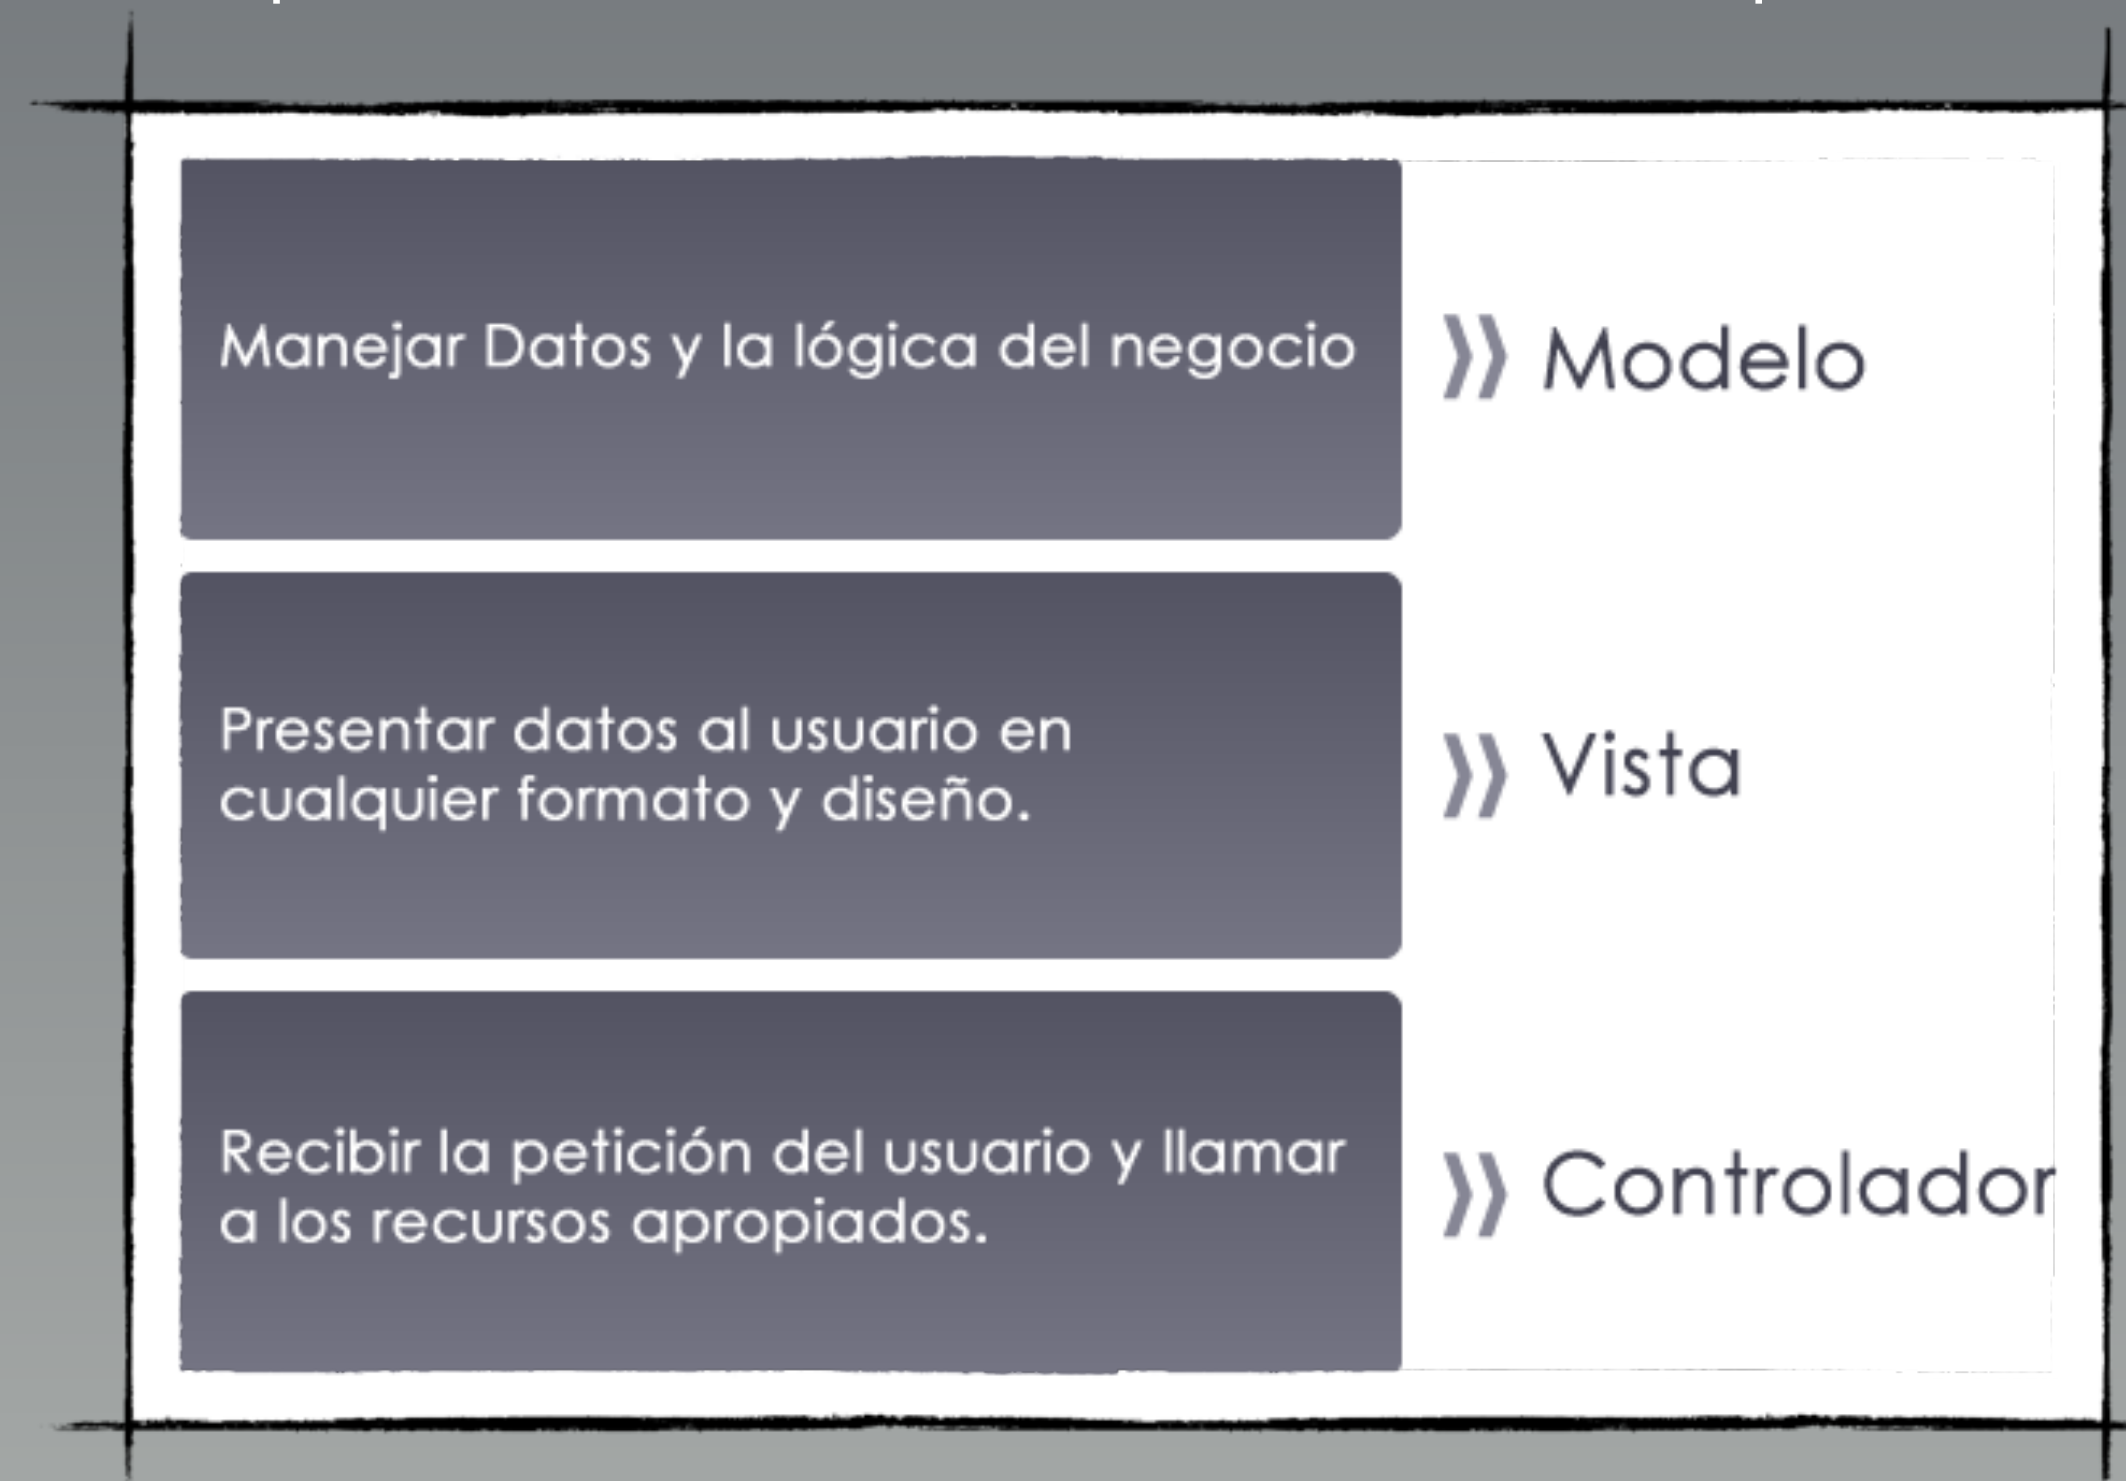 Manejar Datos y la lógica del negocio
Modelo
Presentar datos al usuario en
cualquier formato y diseño.
Vista
Recibir la petición del usuario y llamar
a los recursos apropiados.
Controlador